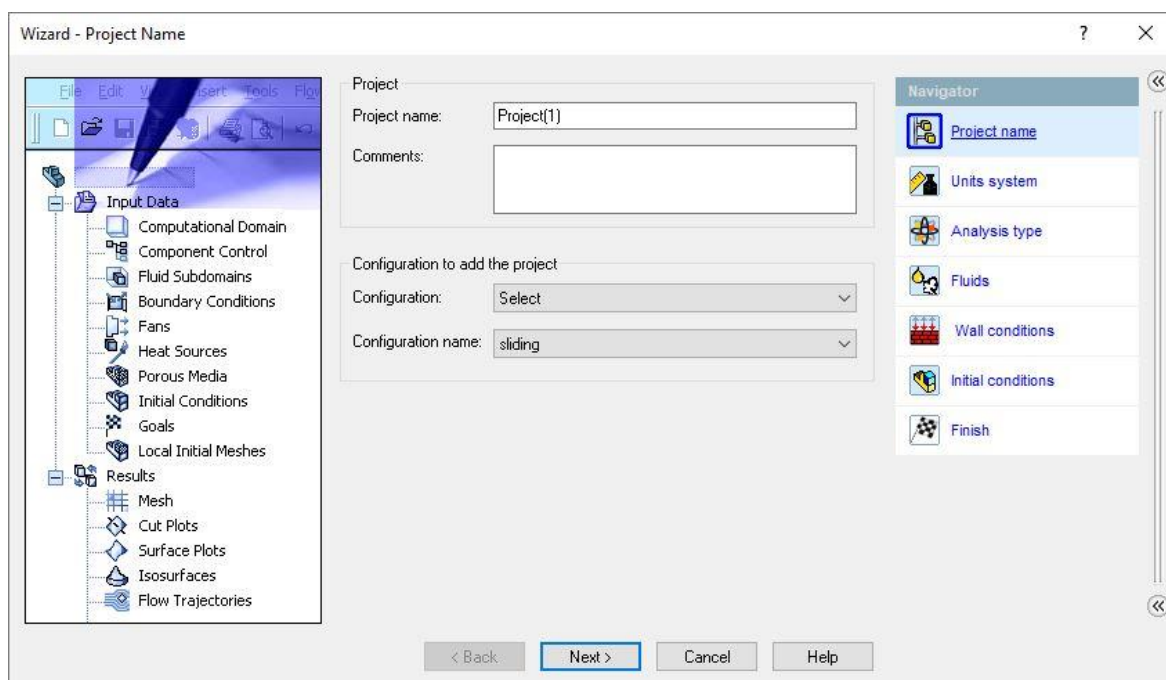 Wizard - Project Name
?
File Edit View Insert Tools Flow
Input Data
Computational Domain
Component Control
Fluid Subdomains
Boundary Conditions
Fans
Heat Sources
Porous Media
Initial Conditions
Goals
Local Initial Meshes
Results
Mesh
Cut Plots
Surface Plots
Isosurfaces
Flow Trajectories
Project
Project name: Project(1)
Comments:
Configuration to add the project
Configuration: Select
Configuration name: sliding
Navigator
Project name
Units system
Analysis type
Fluids
Wall conditions
Initial conditions
Finish
< Back Next > Cancel Help